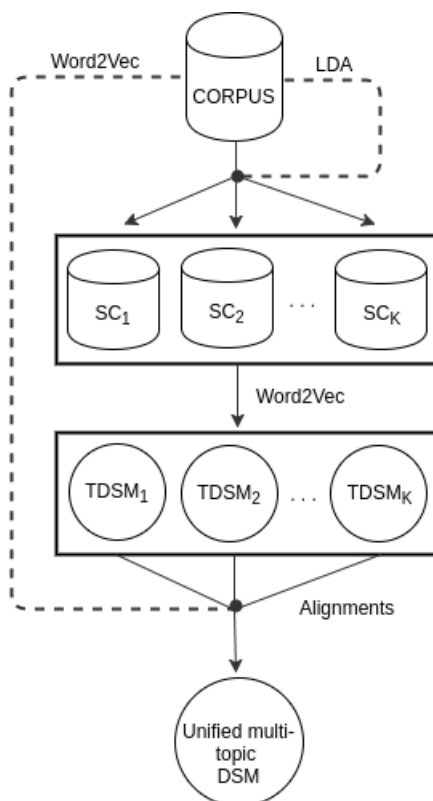 Word2Vec
LDA
CORPUS
SC1
SC2
. . .
SCK
Word2Vec
TDSM1
TDSM2
. . .
TDSMK
Alignments
Unified multi-
topic
DSM